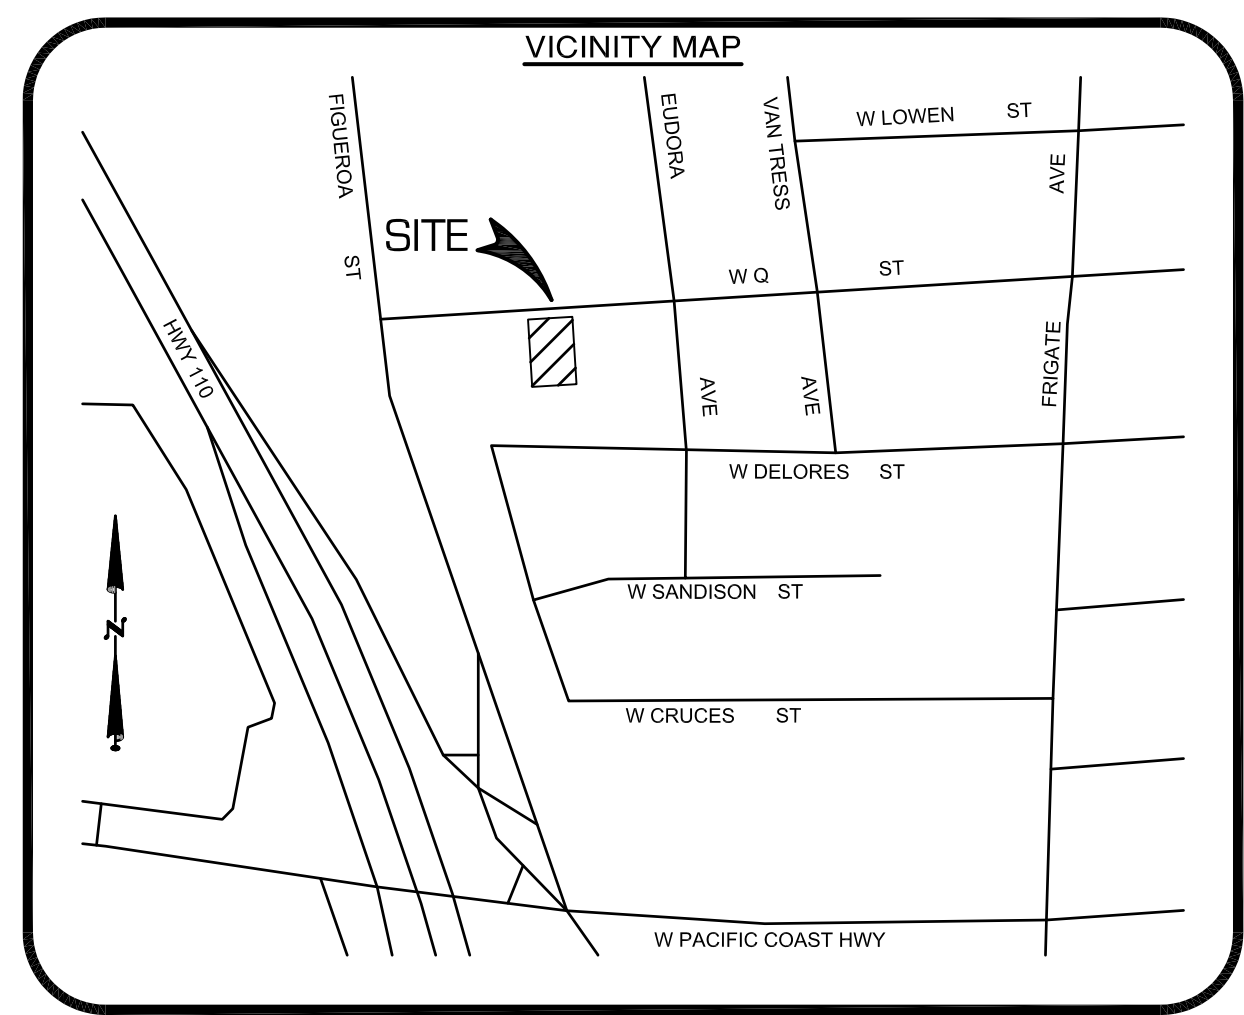 VICINITY MAP
FIGUEROA ST
EUDORA AVE
VAN TRESS AVE
W LOWEN ST
FRIGATE AVE
SITE
W Q ST
HWY 110
W DELORES ST
W SANDISON ST
N
W CRUCES ST
W PACIFIC COAST HWY